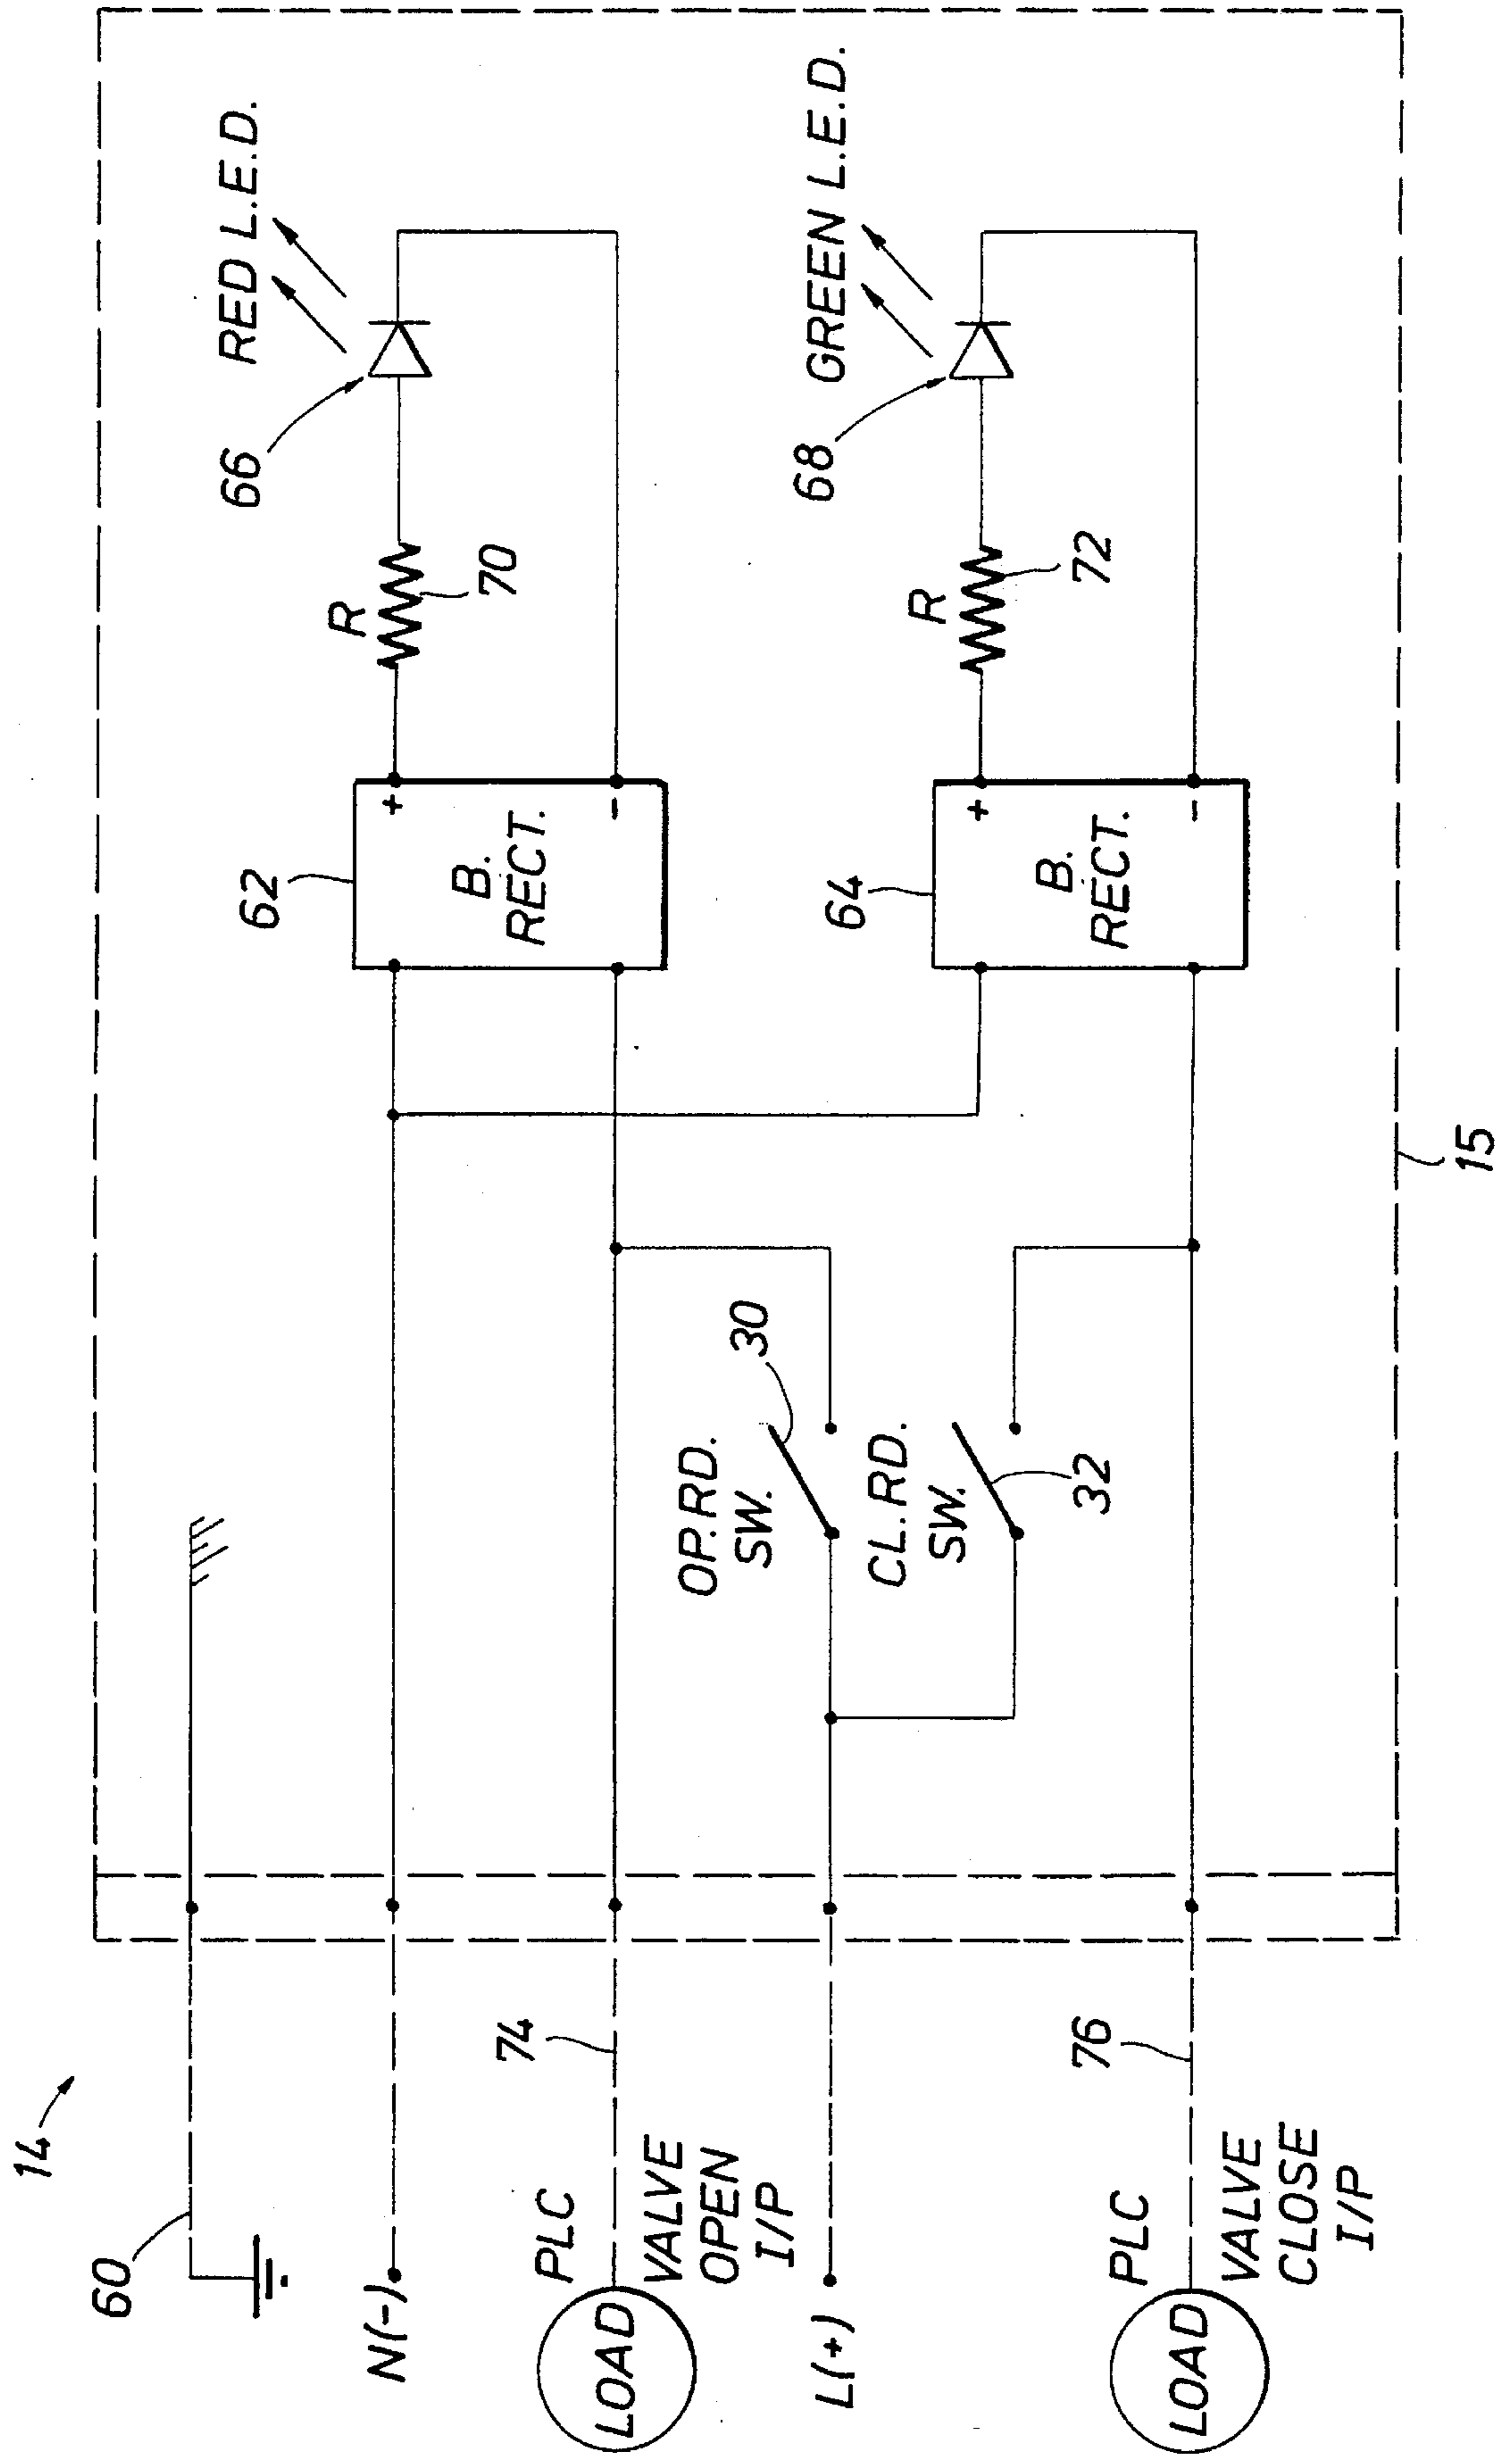 14
60
N(-)
74
PLC
LOAD
VALVE
OPEN
I/P
L(+)
76
PLC
LOAD
VALVE
CLOSE
I/P
OP.RD.
SW.
30
CL.RD.
SW.
32
15
62
B.
RECT.
+
-
64
B.
RECT.
+
-
R
70
66
RED L.E.D.
R
72
68
GREEN L.E.D.